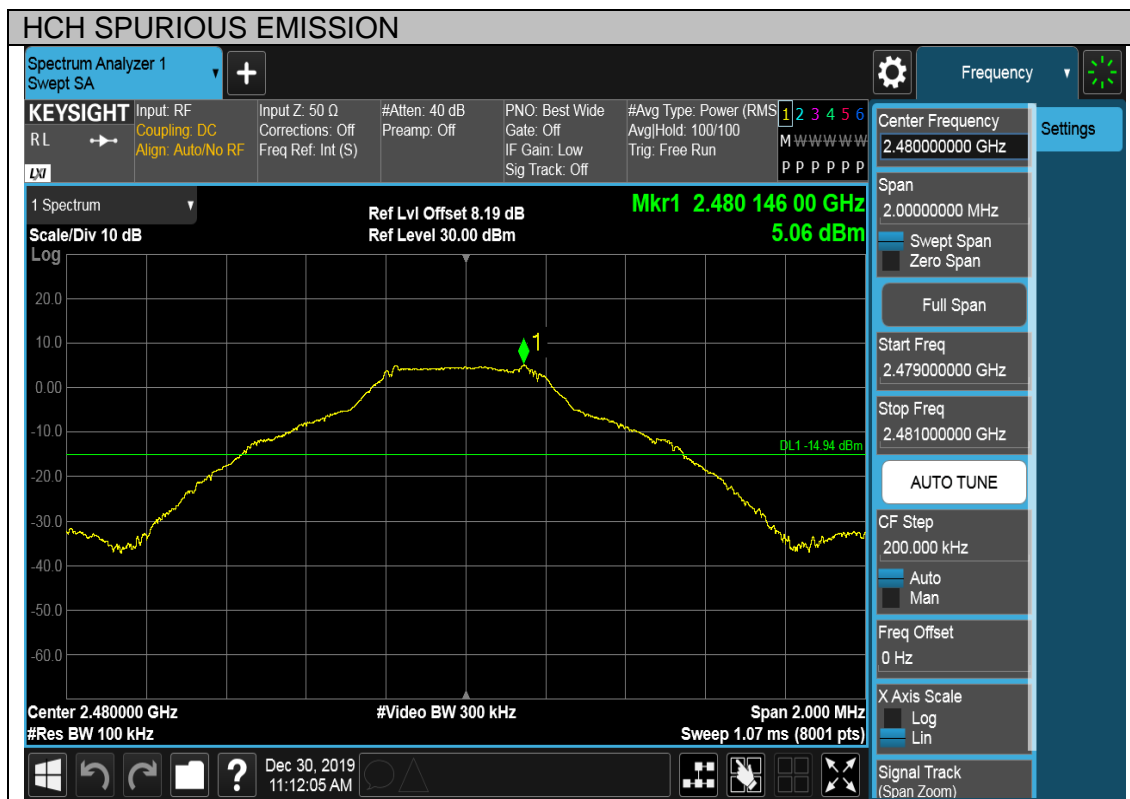 HCH SPURIOUS EMISSION
Spectrum Analyzer 1
Swept SA
Frequency
KEYSIGHT
RL
LXI
Input: RF
Coupling: DC
Align: Auto/No RF
Input Z: 50 Ω
Corrections: Off
Freq Ref: Int (S)
#Atten: 40 dB
Preamp: Off
PNO: Best Wide
Gate: Off
IF Gain: Low
Sig Track: Off
#Avg Type: Power (RMS
Avg|Hold: 100/100
Trig: Free Run
1 2 3 4 5 6
M W W W W W
P P P P P P
1 Spectrum
Scale/Div 10 dB
Ref Lvl Offset 8.19 dB
Ref Level 30.00 dBm
Mkr1 2.480 146 00 GHz
5.06 dBm
Log
20.0
10.0
0.00
-10.0
-20.0
-30.0
-40.0
-50.0
-60.0
1
DL1 -14.94 dBm
Center 2.480000 GHz
#Res BW 100 kHz
#Video BW 300 kHz
Span 2.000 MHz
Sweep 1.07 ms (8001 pts)
Center Frequency
2.480000000 GHz
Span
2.00000000 MHz
Swept Span
Zero Span
Full Span
Start Freq
2.479000000 GHz
Stop Freq
2.481000000 GHz
AUTO TUNE
CF Step
200.000 kHz
Auto
Man
Freq Offset
0 Hz
X Axis Scale
Log
Lin
Signal Track
(Span Zoom)
Settings
?
Dec 30, 2019
11:12:05 AM